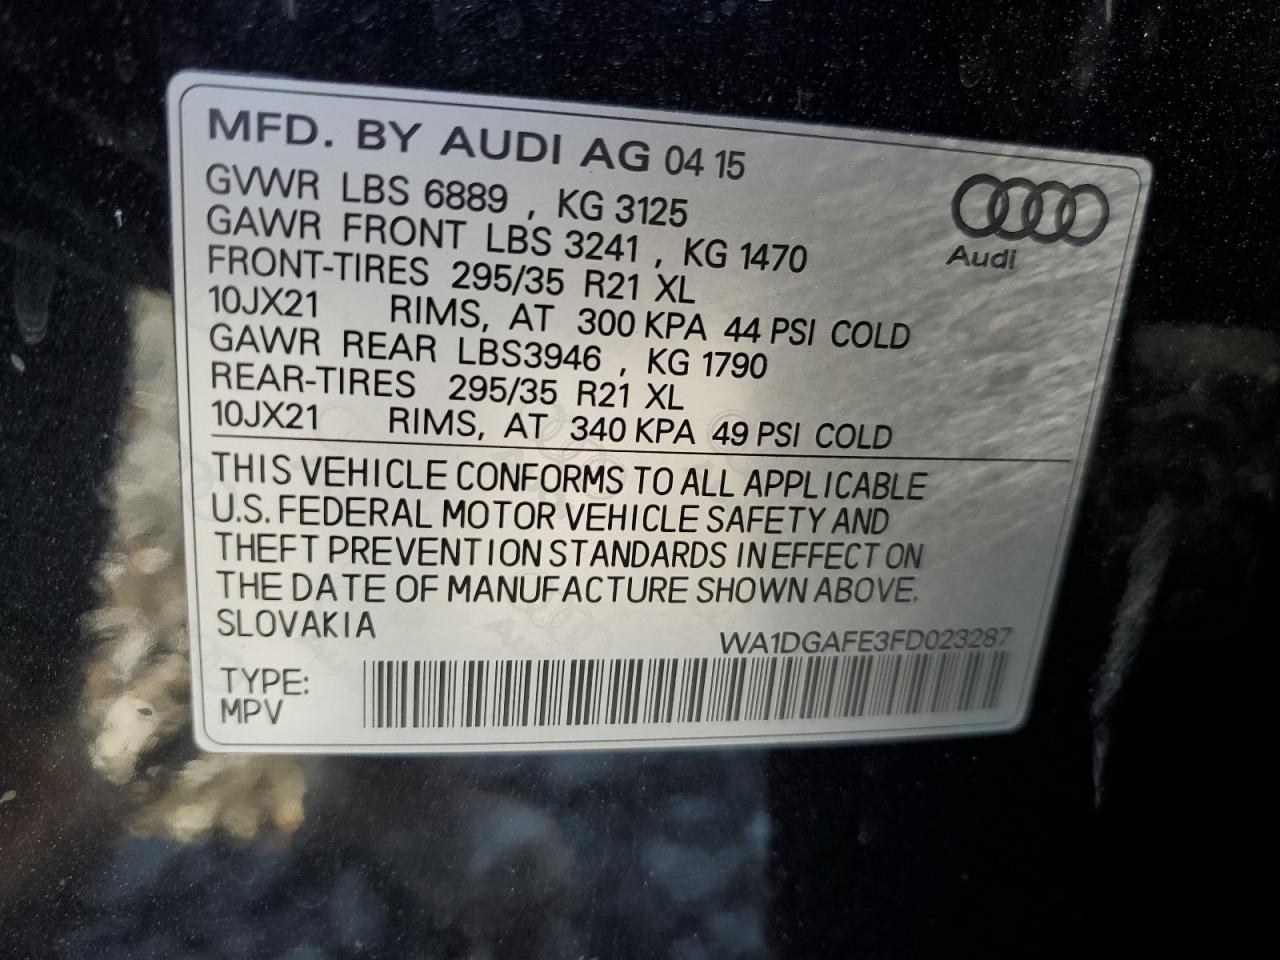 MFD. BY AUDI AG 04 15
GVWR LBS 6889 , KG 3125
GAWR FRONT LBS 3241 , KG 1470
FRONT-TIRES 295/35 R21 XL
10JX21 RIMS, AT 300 KPA 44 PSI COLD
GAWR REAR LBS3946 , KG 1790
REAR-TIRES 295/35 R21 XL
10JX21 RIMS, AT 340 KPA 49 PSI COLD
Audi
THIS VEHICLE CONFORMS TO ALL APPLICABLE
U.S. FEDERAL MOTOR VEHICLE SAFETY AND
THEFT PREVENTION STANDARDS IN EFFECT ON
THE DATE OF MANUFACTURE SHOWN ABOVE.
SLOVAKIA
WA1DGAFE3FD023287
TYPE:
MPV